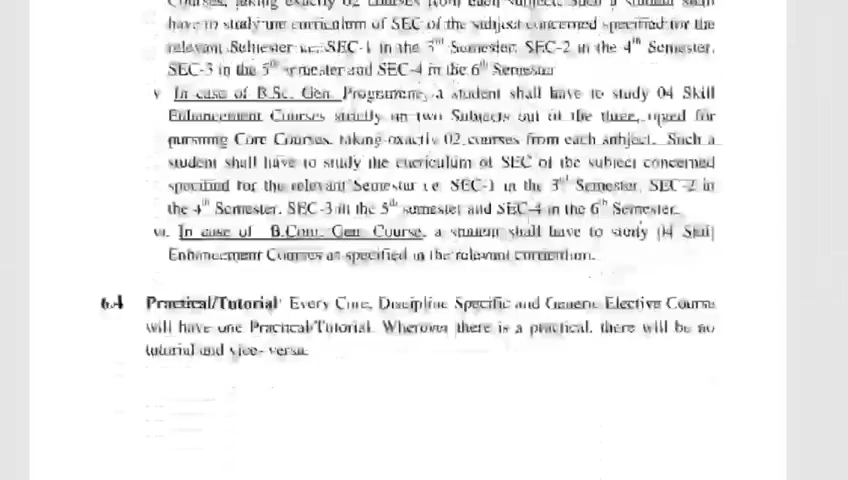 Courses, taking exactly 02 courses from each subject. Such a student shall
have to study the curriculum of SEC of the subject concerned specified for the
relevant Semester i.e. SEC-1 in the 3rd Semester, SEC-2 in the 4th Semester,
SEC-3 in the 5th semester and SEC-4 in the 6th Semester
v In case of B.Sc. Gen. Programme, a student shall have to study 04 Skill
Enhancement Courses strictly on two Subjects out of the three, opted for
pursuing Core Courses, taking exactly 02 courses from each subject. Such a
student shall have to study the curriculum of SEC of the subject concerned
specified for the relevant Semester i.e. SEC-1 in the 3rd Semester, SEC-2 in
the 4th Semester, SEC-3 in the 5th semester and SEC-4 in the 6th Semester.
vi. In case of B.Com. Gen Course, a student shall have to study 04 Skill
Enhancement Courses as specified in the relevant curriculum.
6.4 Practical/Tutorial: Every Core, Discipline Specific and Generic Elective Course
will have one Practical/Tutorial. Wherever there is a practical, there will be no
tutorial and vice- versa.